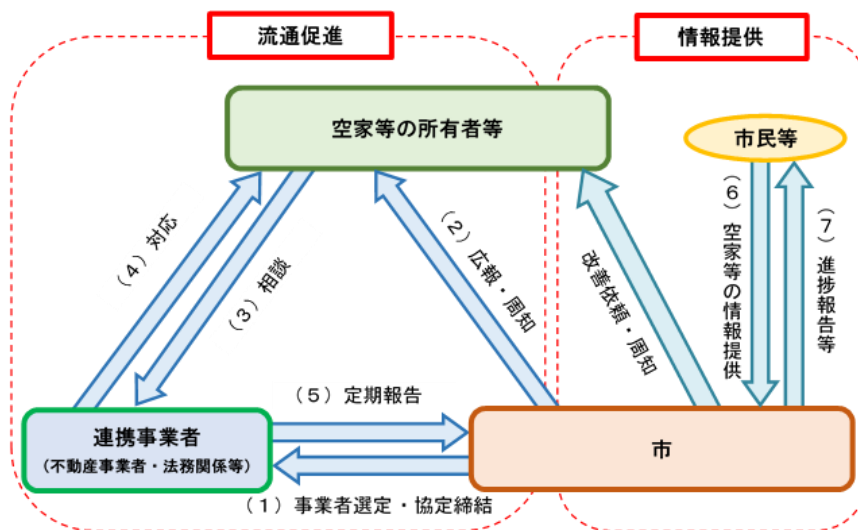 流通促進
情報提供
空家等の所有者等
市民等
(4)対応
(3)相談
(2)広報・周知
改善依頼・周知
(6)空家等の情報提供
(7)進捗報告等
(5)定期報告
連携事業者
(不動産事業者・法務関係等)
市
(1)事業者選定・協定締結